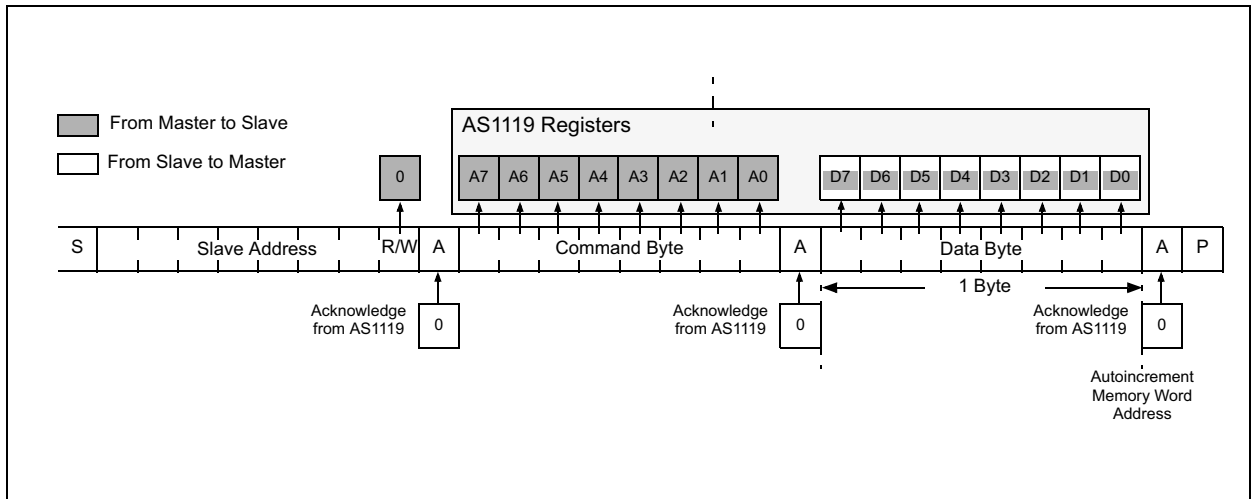 From Master to Slave
From Slave to Master
AS1119 Registers
0 A7 A6 A5 A4 A3 A2 A1 A0 D7 D6 D5 D4 D3 D2 D1 D0
S Slave Address R/W A Command Byte A Data Byte A P
1 Byte
Acknowledge
from AS1119
0
Acknowledge
from AS1119
0
Acknowledge
from AS1119
0
Autoincrement
Memory Word
Address